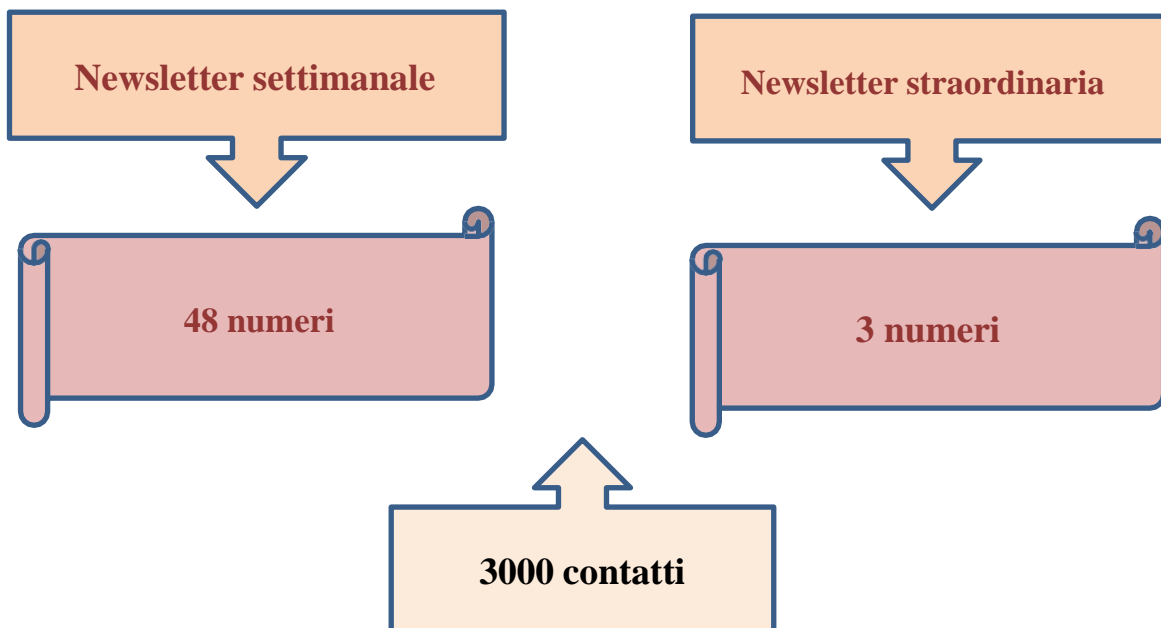 Newsletter settimanale
Newsletter straordinaria
48 numeri
3 numeri
3000 contatti